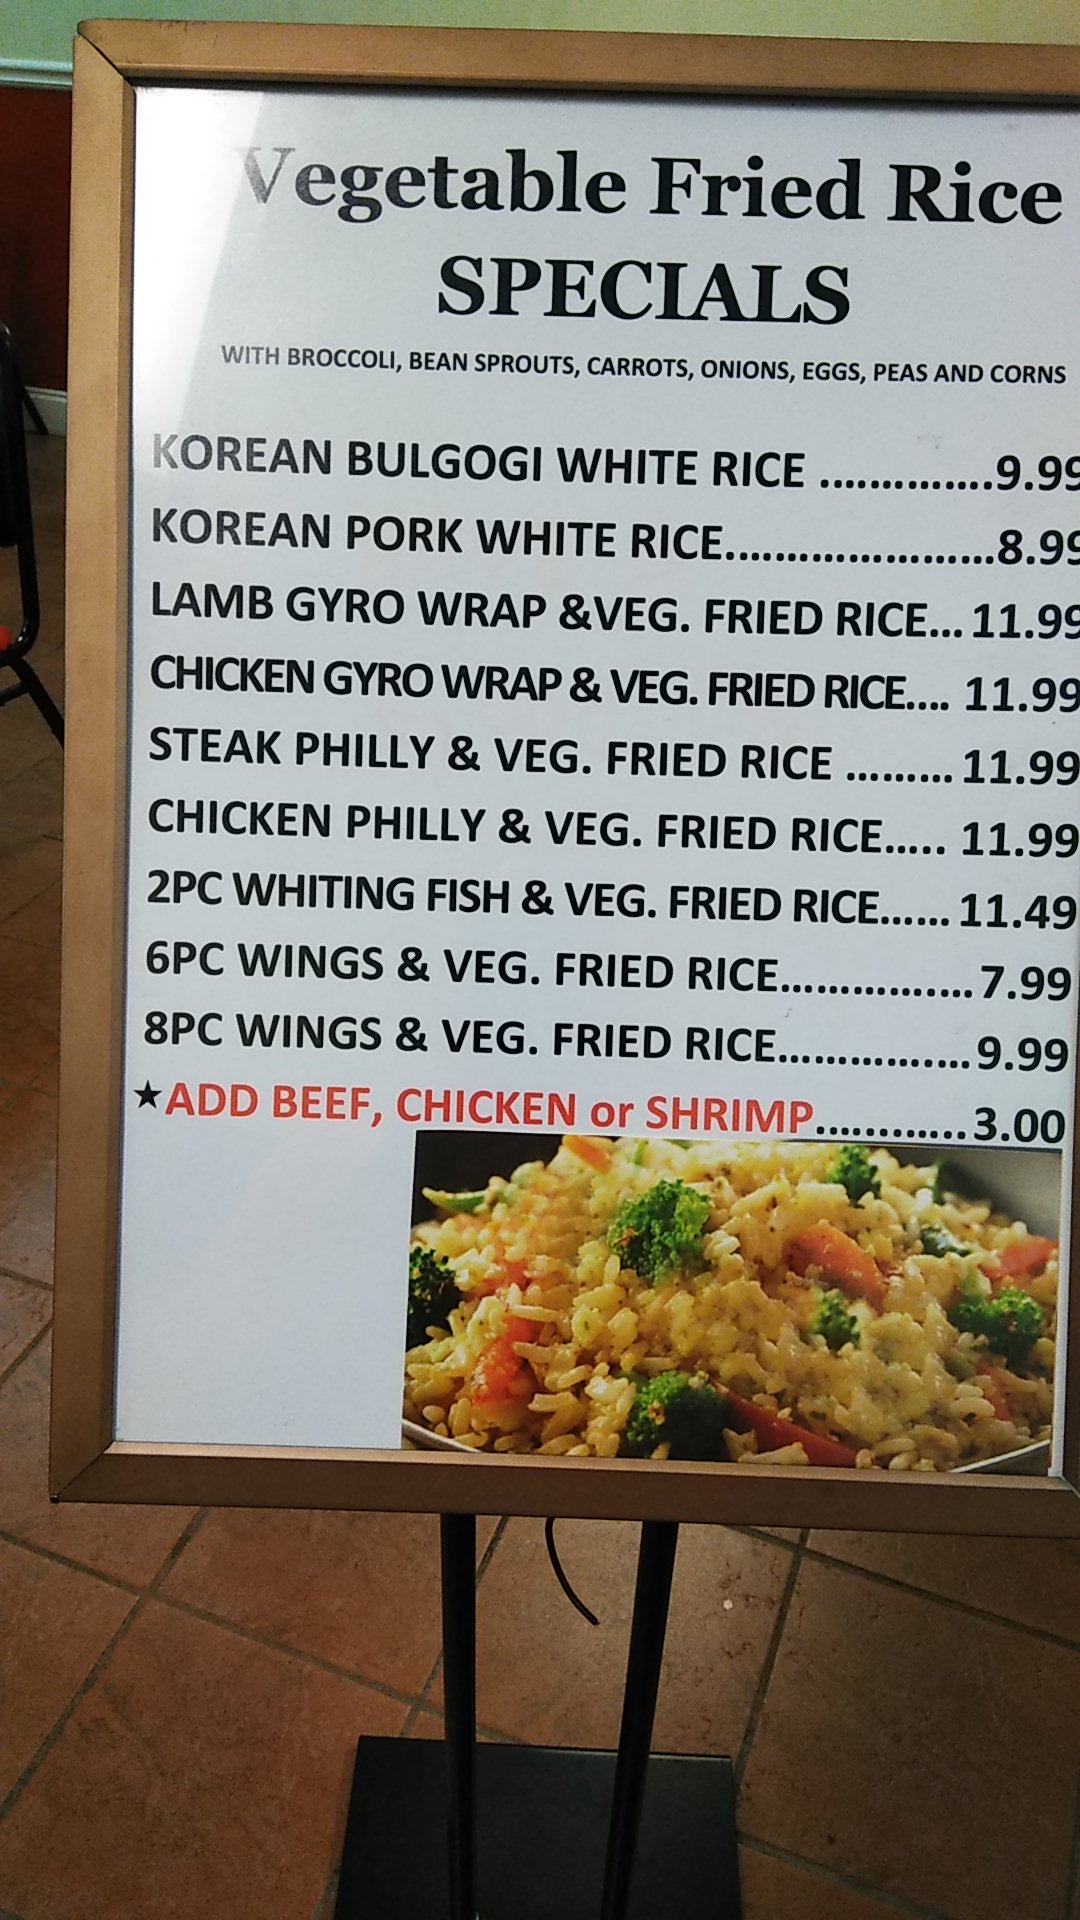 Vegetable Fried Rice
SPECIALS
WITH BROCCOLI, BEAN SPROUTS, CARROTS, ONIONS, EGGS, PEAS AND CORNS
KOREAN BULGOGI WHITE RICE ..............9.99
KOREAN PORK WHITE RICE......................8.99
LAMB GYRO WRAP &VEG. FRIED RICE... 11.99
CHICKEN GYRO WRAP & VEG. FRIED RICE.... 11.99
STEAK PHILLY & VEG. FRIED RICE ......... 11.99
CHICKEN PHILLY & VEG. FRIED RICE..... 11.99
2PC WHITING FISH & VEG. FRIED RICE...... 11.49
6PC WINGS & VEG. FRIED RICE................ 7.99
8PC WINGS & VEG. FRIED RICE................ 9.99
★ADD BEEF, CHICKEN or SHRIMP............ 3.00